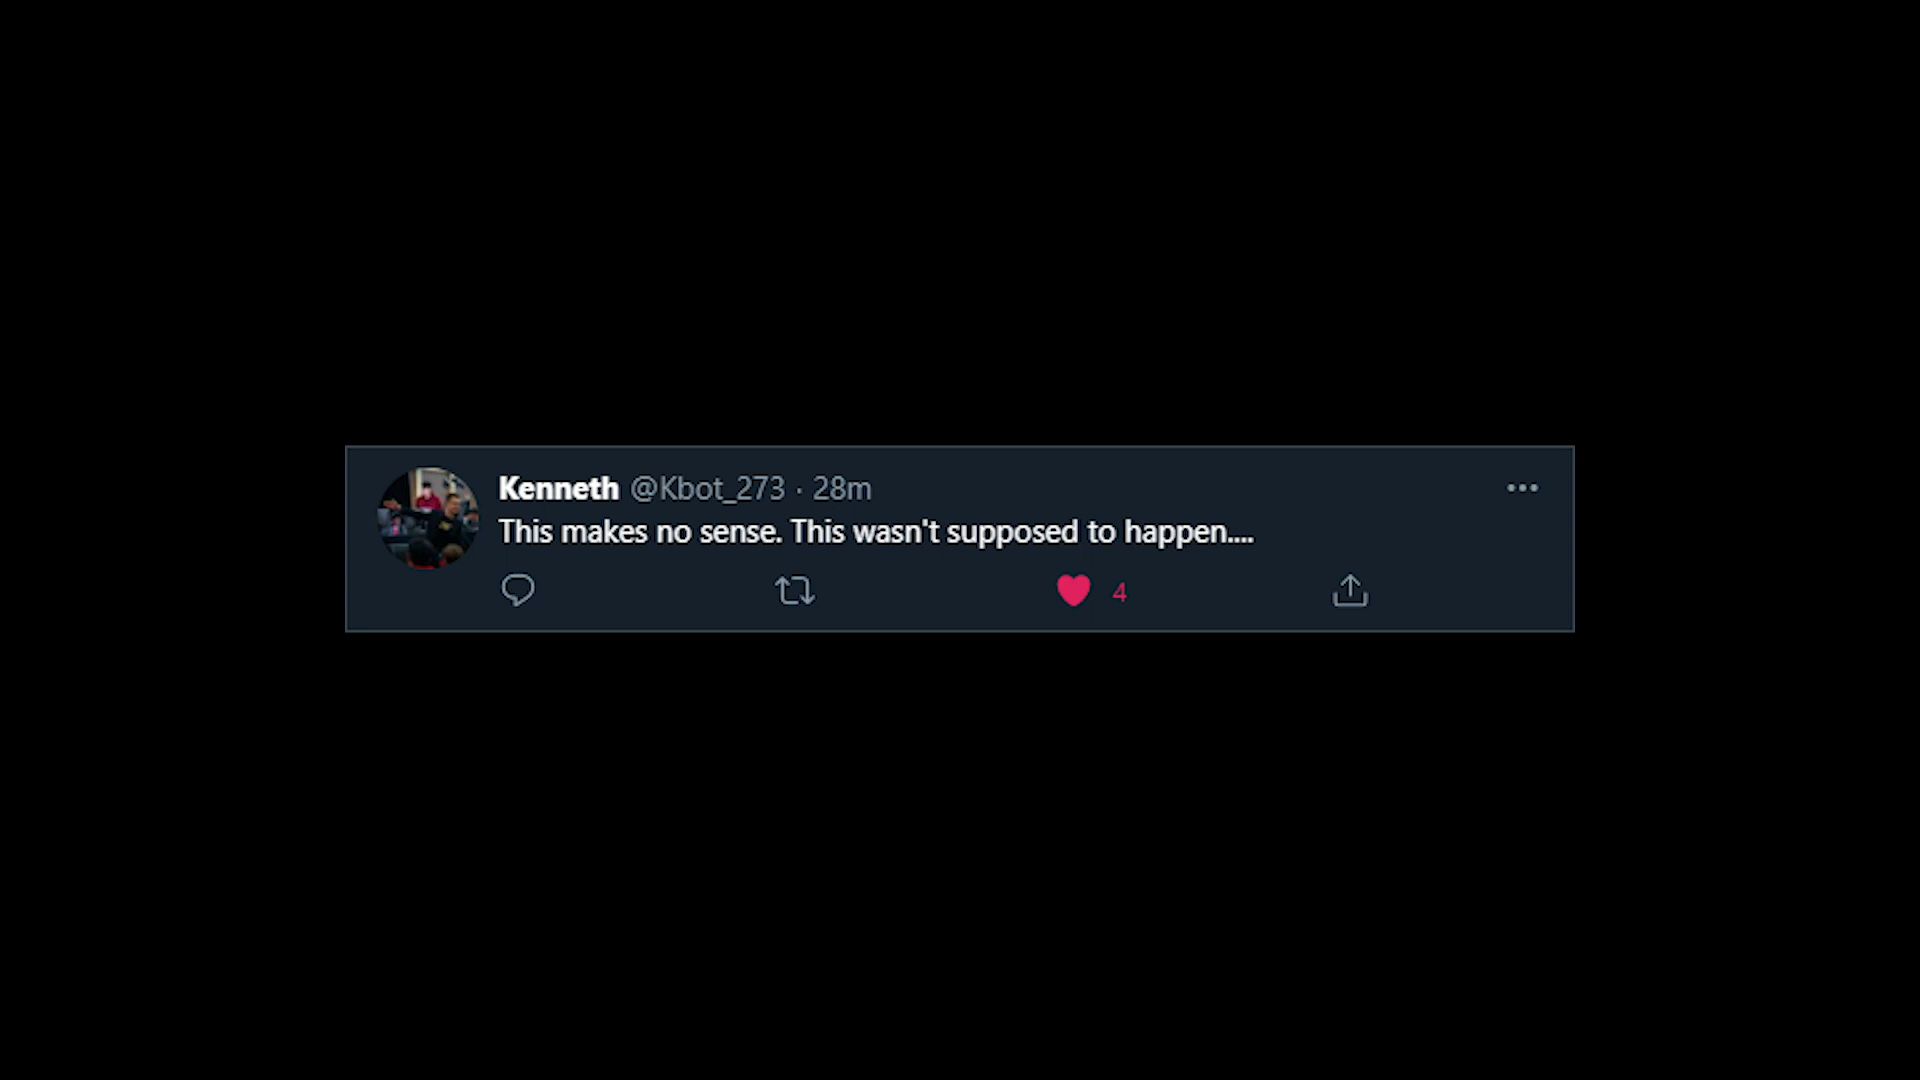 Kenneth @Kbot_273 · 28m
This makes no sense. This wasn't supposed to happen....
4